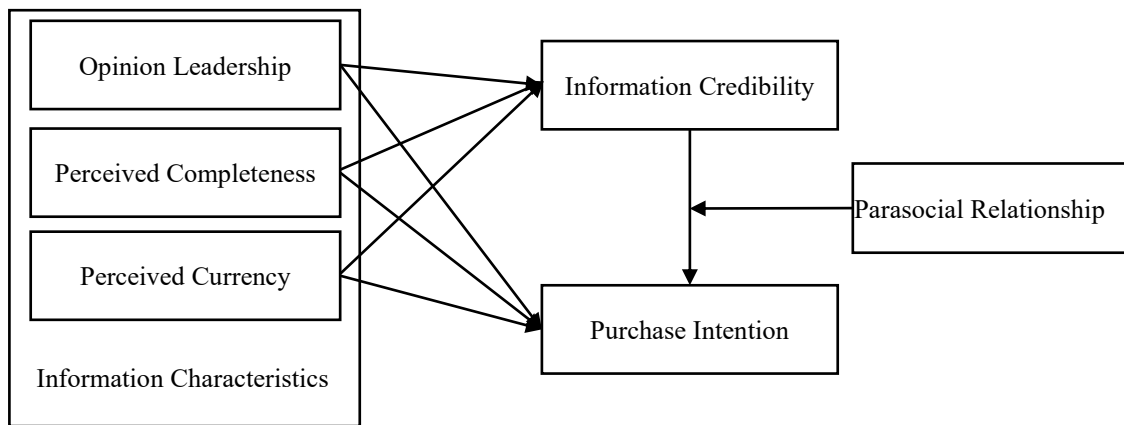 Opinion Leadership
Perceived Completeness
Perceived Currency
Information Characteristics
Information Credibility
Parasocial Relationship
Purchase Intention